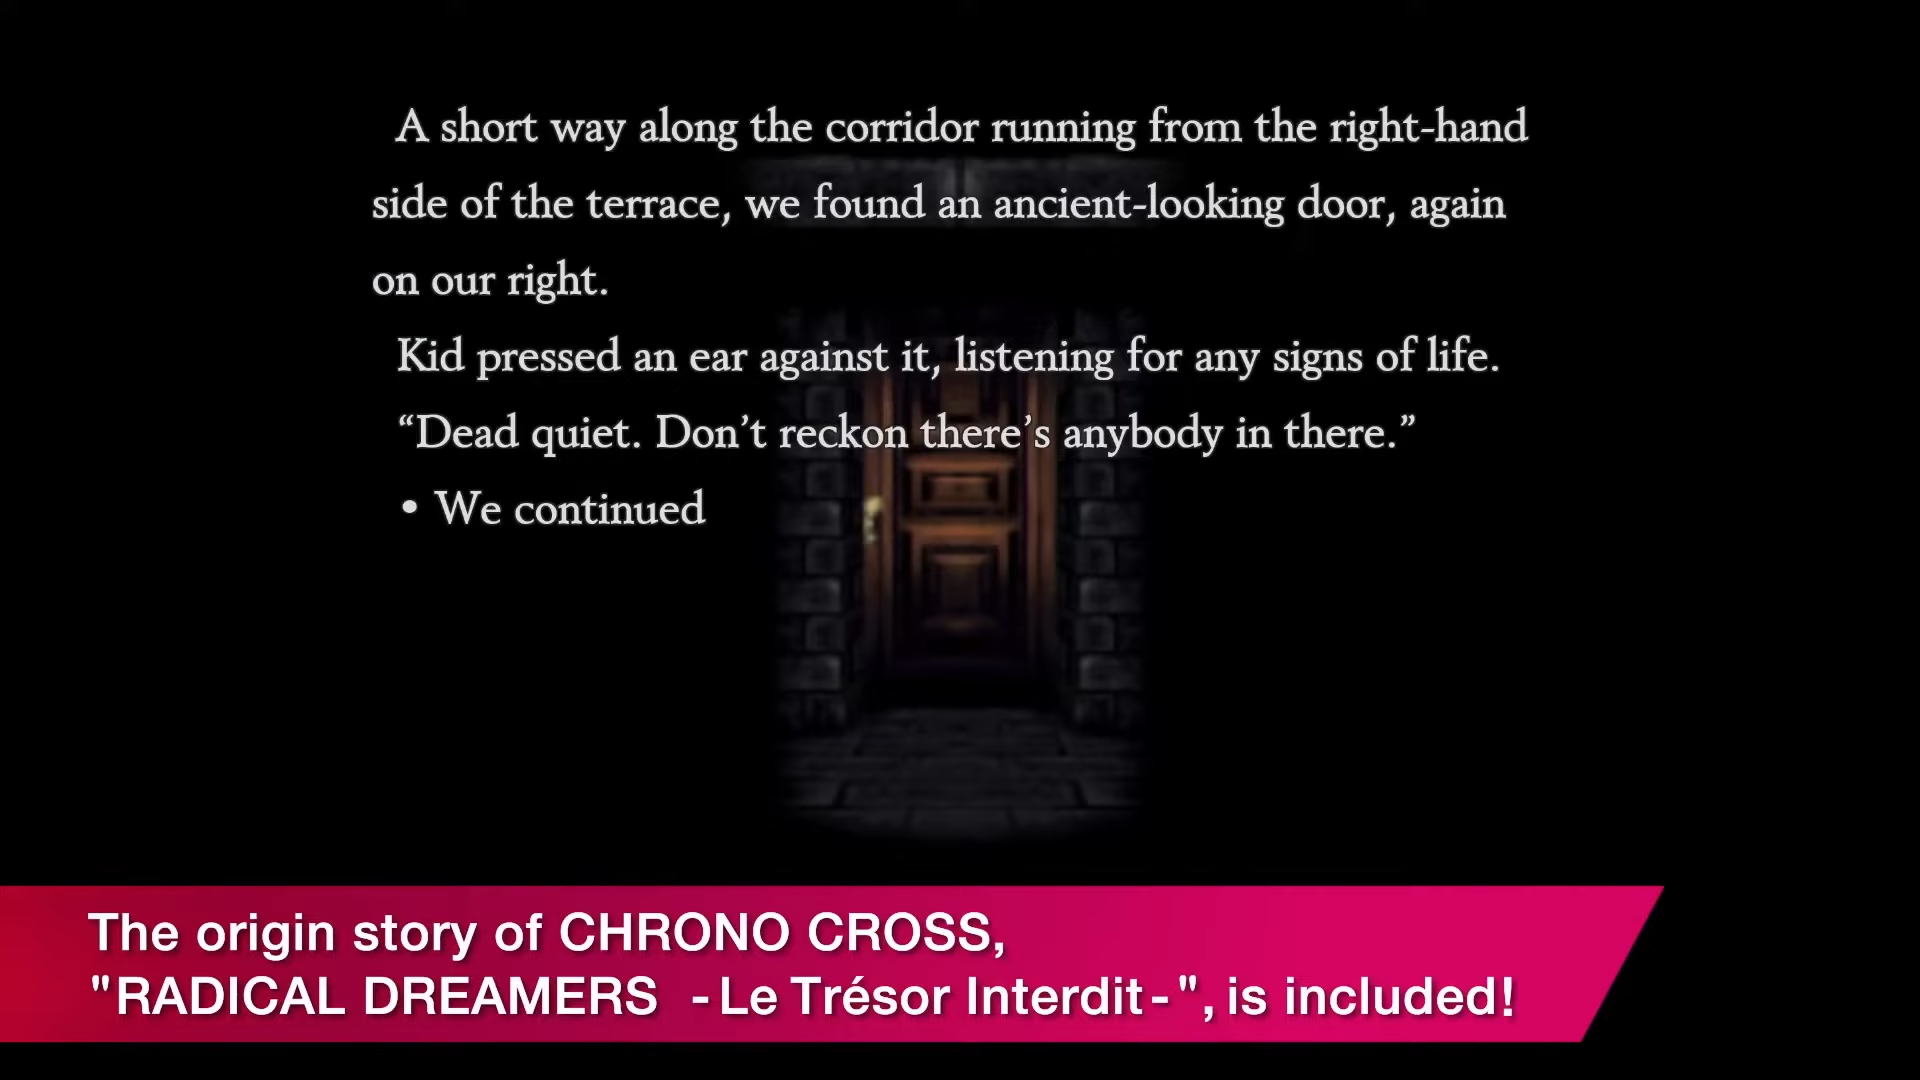 A short way along the corridor running from the right-hand
side of the terrace, we found an ancient-looking door, again
on our right.
Kid pressed an ear against it, listening for any signs of life.
“Dead quiet. Don’t reckon there’s anybody in there.”
• We continued
The origin story of CHRONO CROSS,
"RADICAL DREAMERS -Le Trésor Interdit-", is included!